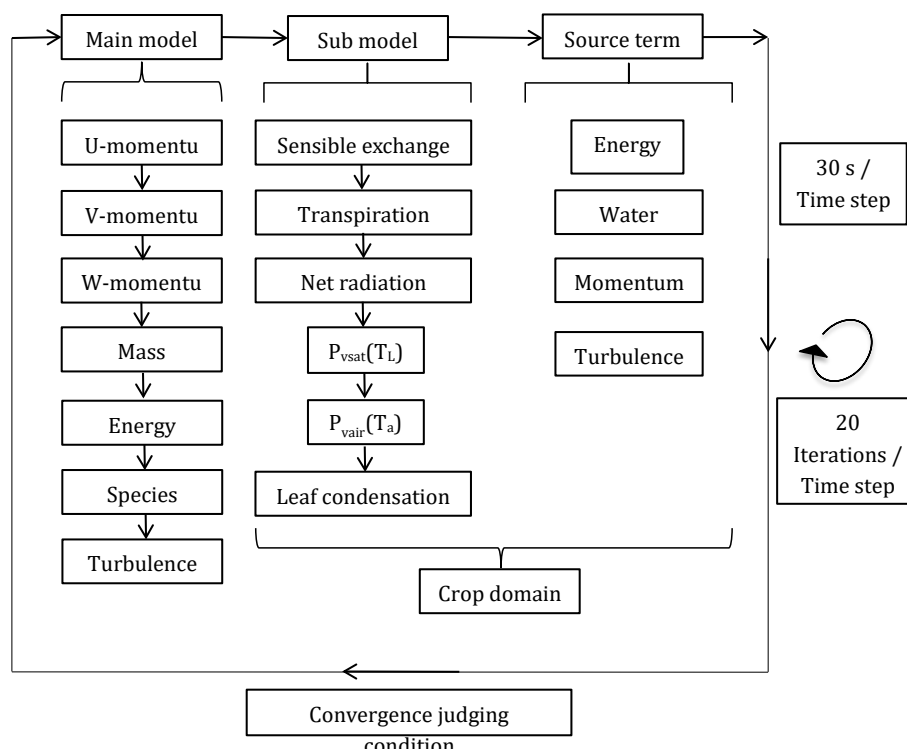 Main model
Sub model
Source term
U-momentu
V-momentu
W-momentu
Mass
Energy
Species
Turbulence
Sensible exchange
Transpiration
Net radiation
Pvsat(TL)
Pvair(Ta)
Leaf condensation
Energy
Water
Momentum
Turbulence
Crop domain
30 s /
Time step
20
Iterations /
Time step
Convergence judging
condition